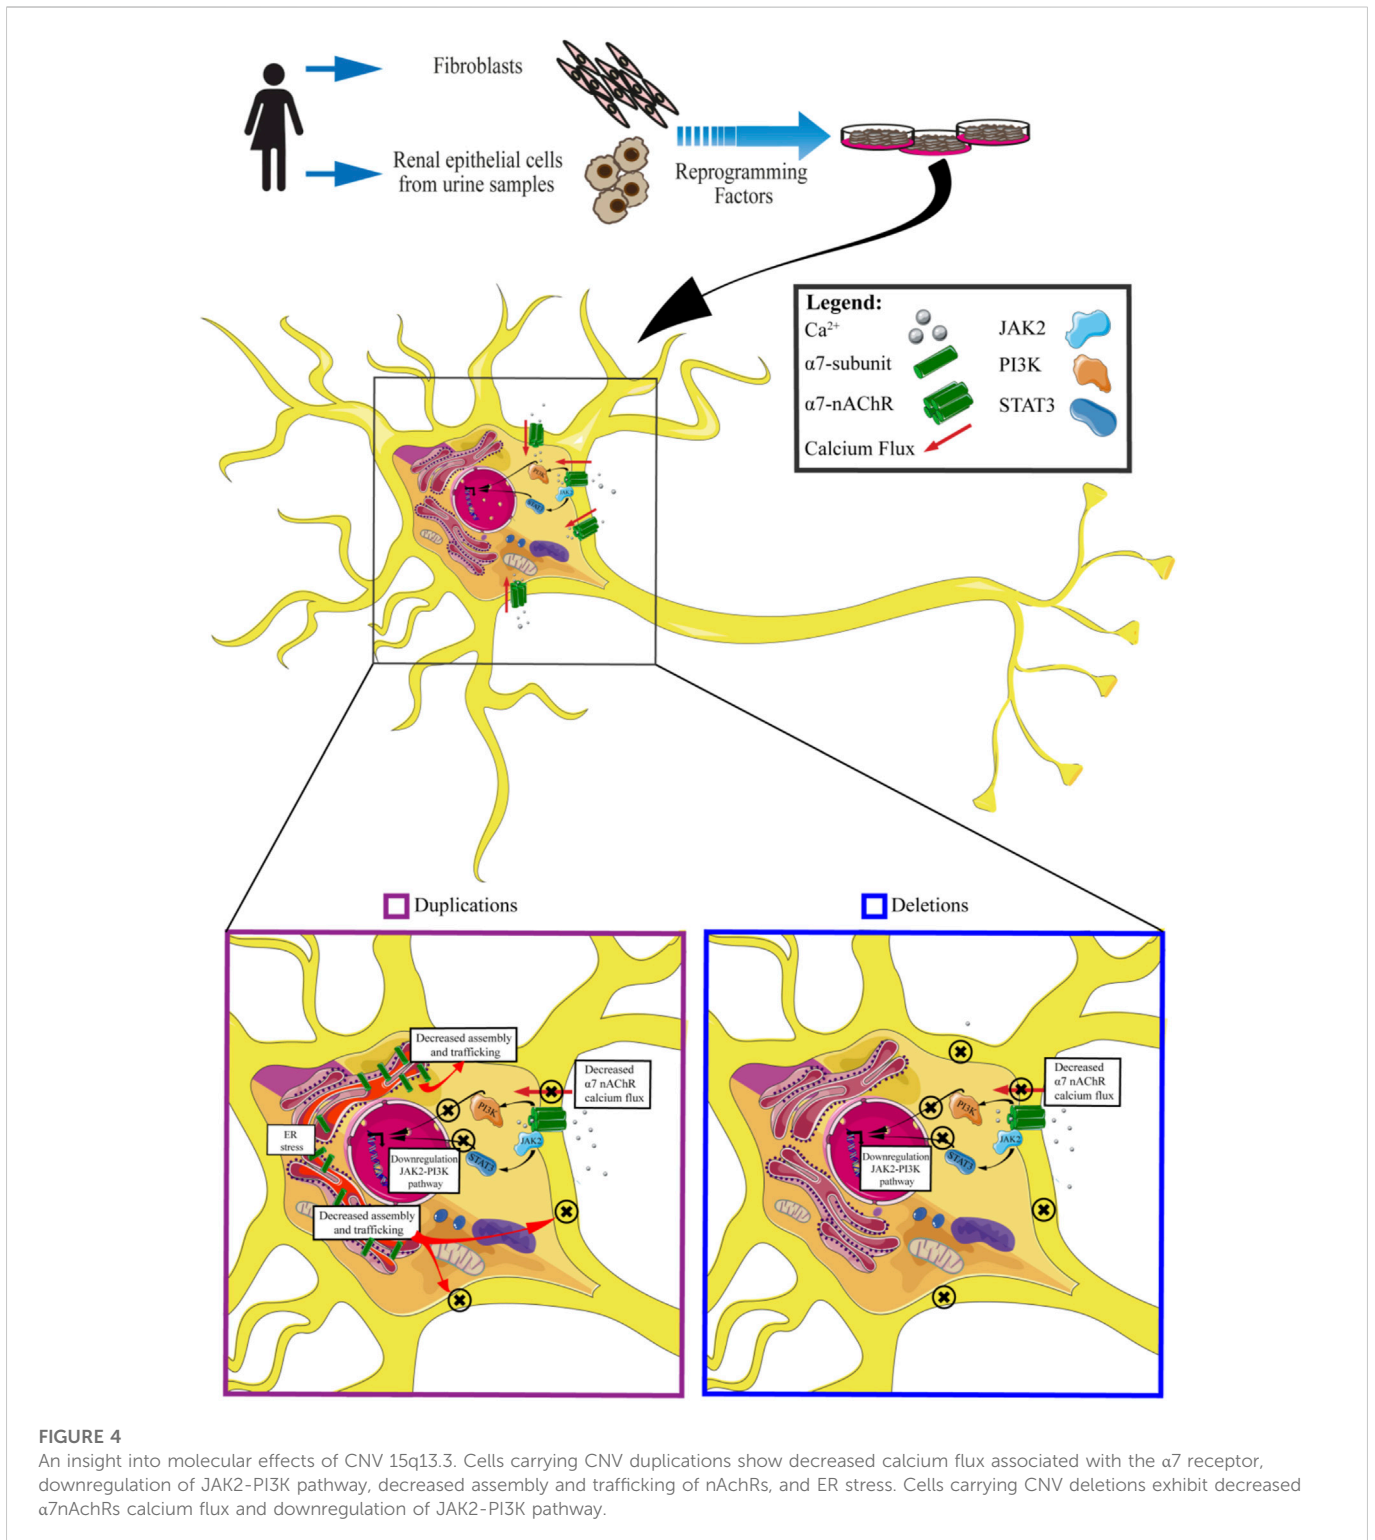 Fibroblasts
Renal epithelial cells
from urine samples
Reprogramming
Factors
Legend:
Ca²⁺
α7-subunit
α7-nAChR
Calcium Flux
JAK2
PI3K
STAT3
PI3K
JAK2
STAT3
Duplications
Decreased assembly
and trafficking
Decreased
α7 nAChR
calcium flux
PI3K
JAK2
STAT3
ER
stress
Downregulation
JAK2-PI3K
pathway
Decreased assembly
and trafficking
Deletions
Decreased
α7 nAChR
calcium flux
PI3K
JAK2
STAT3
Downregulation
JAK2-PI3K
pathway
FIGURE 4
An insight into molecular effects of CNV 15q13.3. Cells carrying CNV duplications show decreased calcium flux associated with the α7 receptor,
downregulation of JAK2-PI3K pathway, decreased assembly and trafficking of nAchRs, and ER stress. Cells carrying CNV deletions exhibit decreased
α7nAchRs calcium flux and downregulation of JAK2-PI3K pathway.